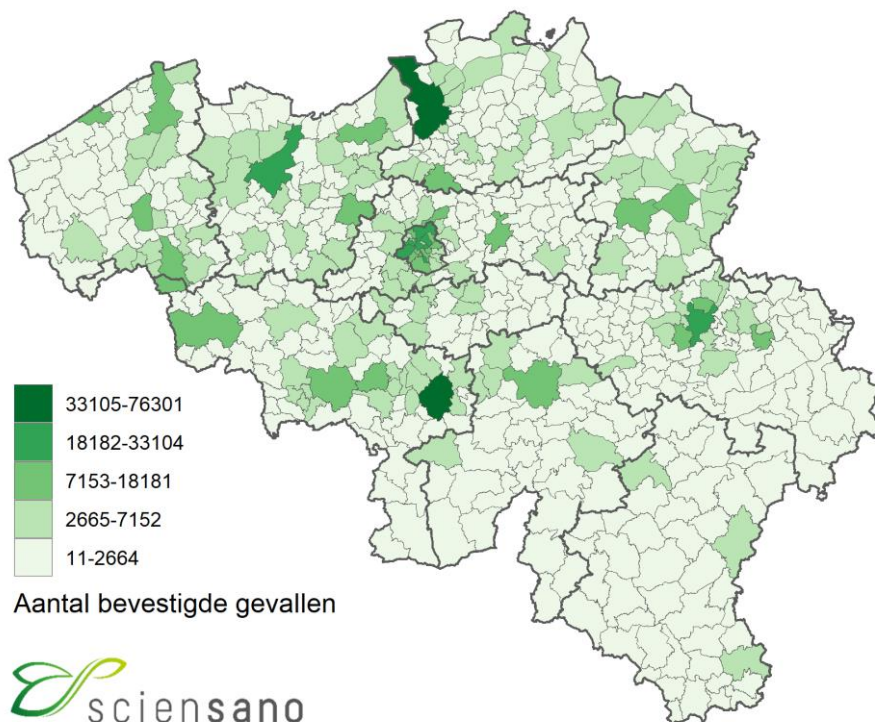 33105-76301
18182-33104
7153-18181
2665-7152
11-2664
Aantal bevestigde gevallen
sciensano